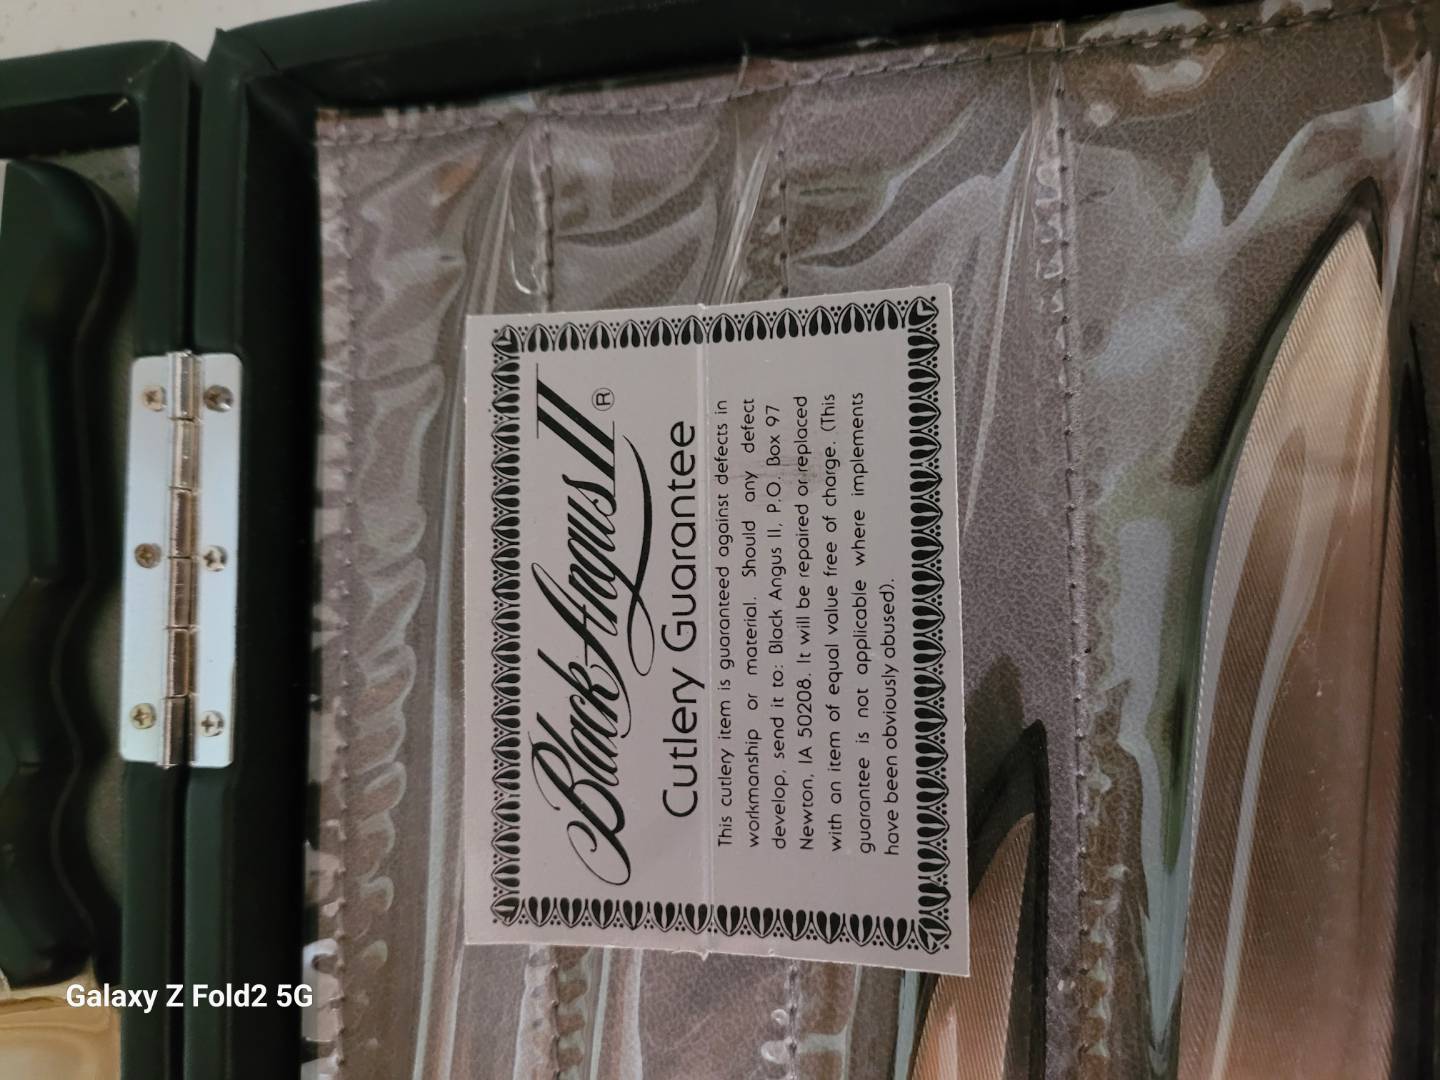 Black Angus II ®
Cutlery Guarantee
This cutlery item is guaranteed against defects in
workmanship or material. Should any defect
develop, send it to: Black Angus II, P.O. Box 97
Newton, IA 50208. It will be repaired or replaced
with an item of equal value free of charge. (This
guarantee is not applicable where implements
have been obviously abused).
Galaxy Z Fold2 5G